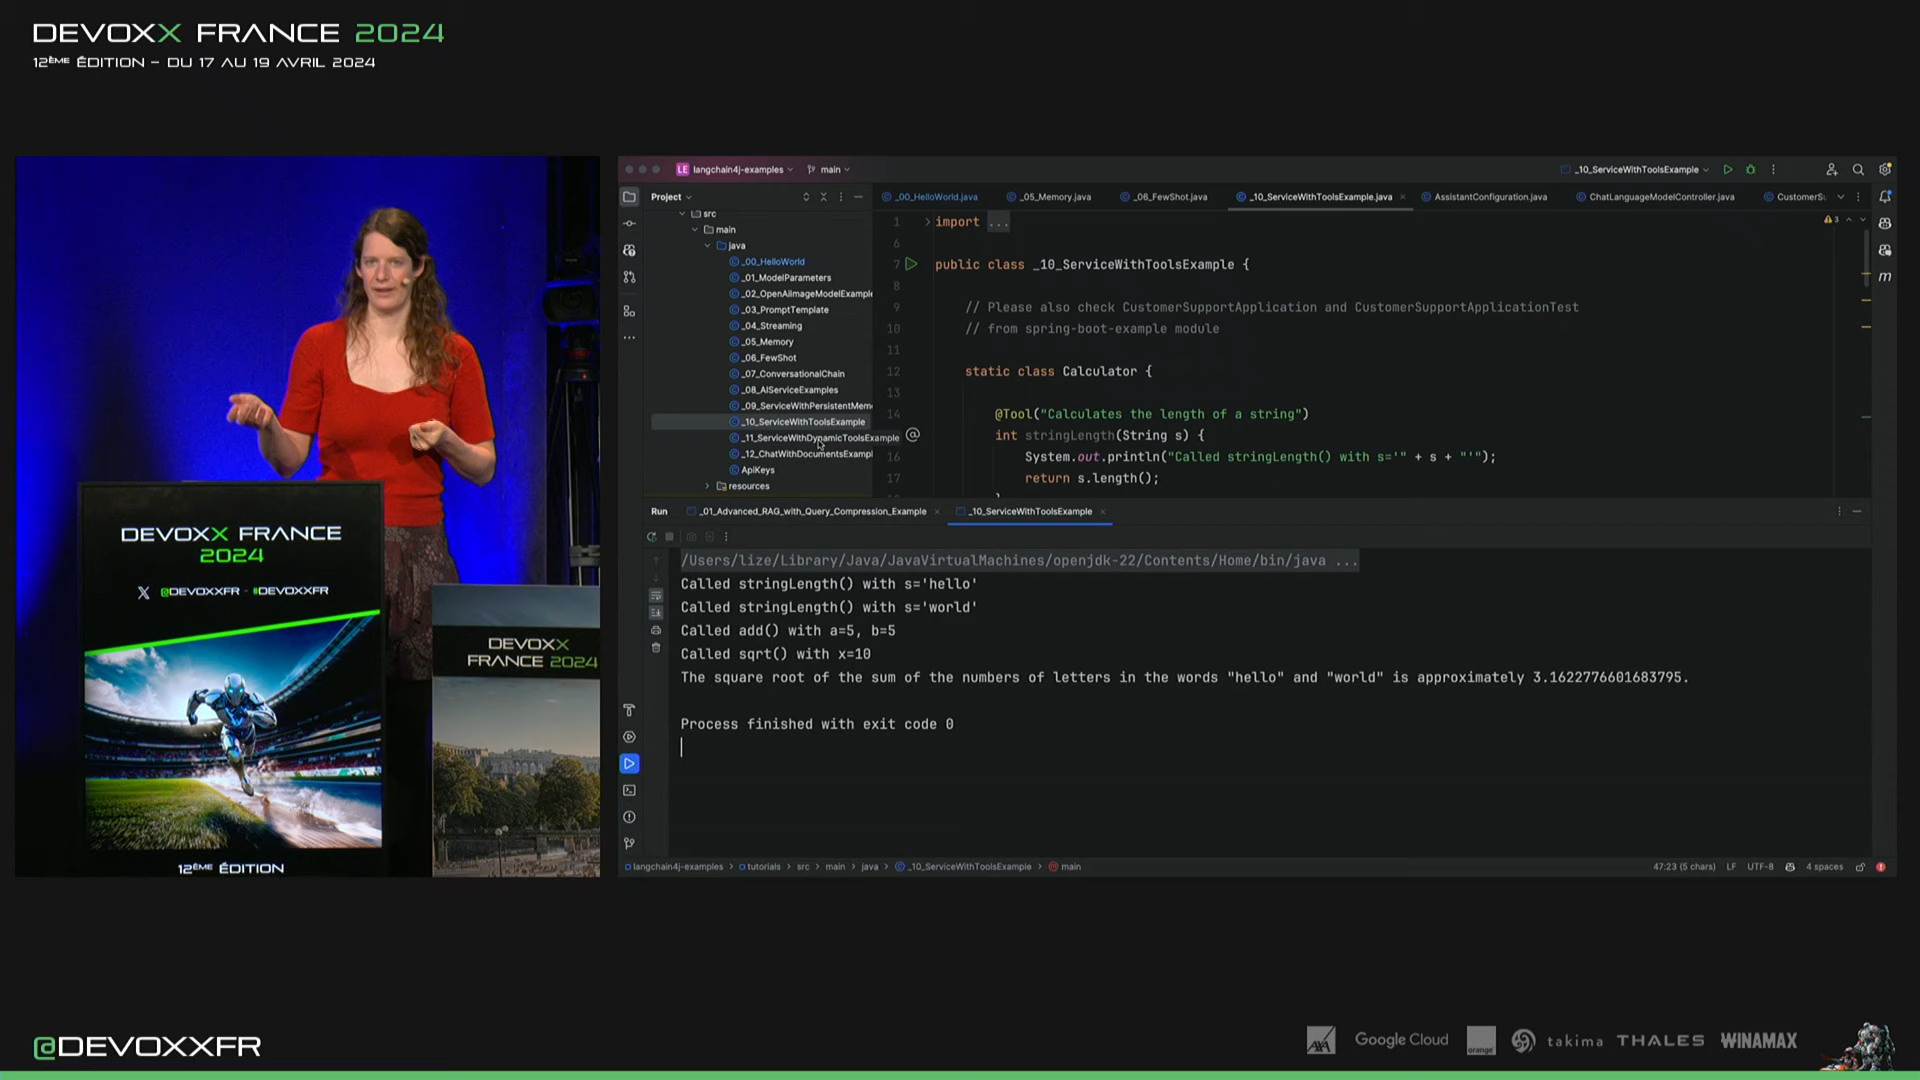 DEVOXX FRANCE 2024
12ÈME ÉDITION – DU 17 AU 19 AVRIL 2024
DEVOXX FRANCE
2024
X @DEVOXXFR - #DEVOXXFR
12ÈME ÉDITION
DEVOXX
FRANCE 2024
LE langchain4j-examples main
_10_ServiceWithToolsExample
Project
_00_HelloWorld.java _05_Memory.java _06_FewShot.java _10_ServiceWithToolsExample.java AssistantConfiguration.java ChatLanguageModelController.java CustomerS
src
main
java
_00_HelloWorld
_01_ModelParameters
_02_OpenAiImageModelExample
_03_PromptTemplate
_04_Streaming
_05_Memory
_06_FewShot
_07_ConversationalChain
_08_AIServiceExamples
_09_ServiceWithPersistentMem
_10_ServiceWithToolsExample
_11_ServiceWithDynamicToolsExample
_12_ChatWithDocumentsExampl
ApiKeys
resources
1 import ...
6
7 public class _10_ServiceWithToolsExample {
8
9 // Please also check CustomerSupportApplication and CustomerSupportApplicationTest
10 // from spring-boot-example module
11
12 static class Calculator {
13
14 @Tool("Calculates the length of a string")
int stringLength(String s) {
16 System.out.println("Called stringLength() with s='" + s + "'");
17 return s.length();
}
3
m
Run _01_Advanced_RAG_with_Query_Compression_Example _10_ServiceWithToolsExample
/Users/lize/Library/Java/JavaVirtualMachines/openjdk-22/Contents/Home/bin/java ...
Called stringLength() with s='hello'
Called stringLength() with s='world'
Called add() with a=5, b=5
Called sqrt() with x=10
The square root of the sum of the numbers of letters in the words "hello" and "world" is approximately 3.1622776601683795.
Process finished with exit code 0
langchain4j-examples > tutorials > src > main > java > _10_ServiceWithToolsExample > main
47:23 (5 chars) LF UTF-8 4 spaces
@DEVOXXFR
AXA Google Cloud orange takima THALES WINAMAX